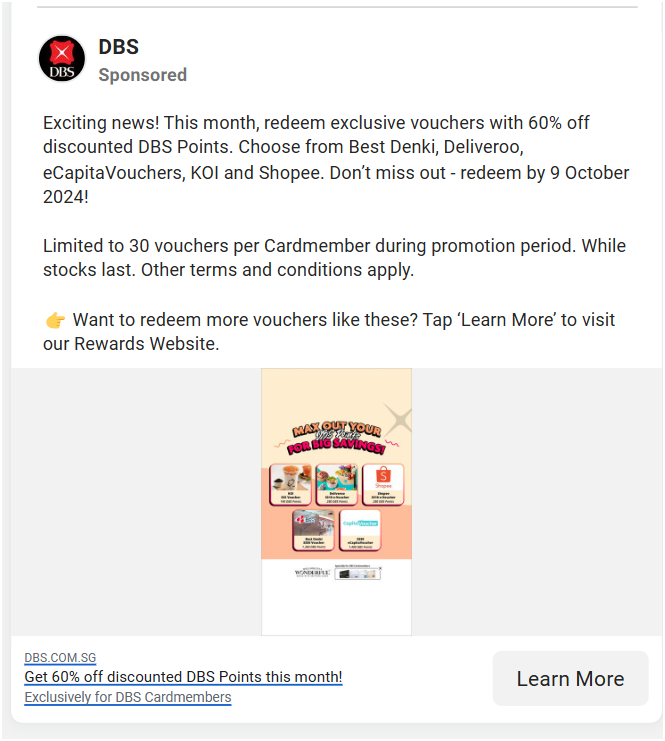 DBS
DBS
Sponsored
Exciting news! This month, redeem exclusive vouchers with 60% off
discounted DBS Points. Choose from Best Denki, Deliveroo,
eCapitaVouchers, KOI and Shopee. Don’t miss out - redeem by 9 October
2024!
Limited to 30 vouchers per Cardmember during promotion period. While
stocks last. Other terms and conditions apply.
👉 Want to redeem more vouchers like these? Tap ‘Learn More’ to visit
our Rewards Website.
MAX OUT YOUR
DBS Points
FOR BIG SAVINGS!
Shopee
KOI
Deliveroo
Shopee
CapitaVoucher
Best Denki
eCapitaVoucher
WONDERFUL
DBS.COM.SG
Get 60% off discounted DBS Points this month!
Exclusively for DBS Cardmembers
Learn More